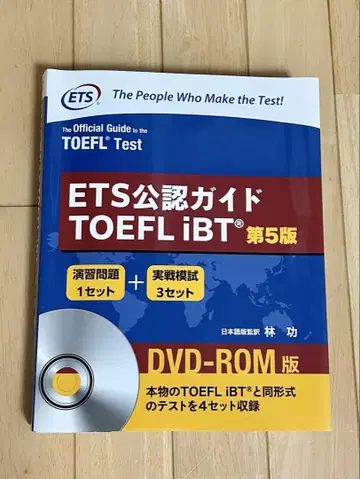 ETS
The People Who Make the Test!
The Official Guide to the
TOEFL® Test
ETS公認ガイド
TOEFL iBT® 第5版
演習問題
1セット
+
実戦模試
3セット
日本語版監訳 林 功
DVD-ROM 版
本物のTOEFL iBT®と同形式
のテストを4セット収録